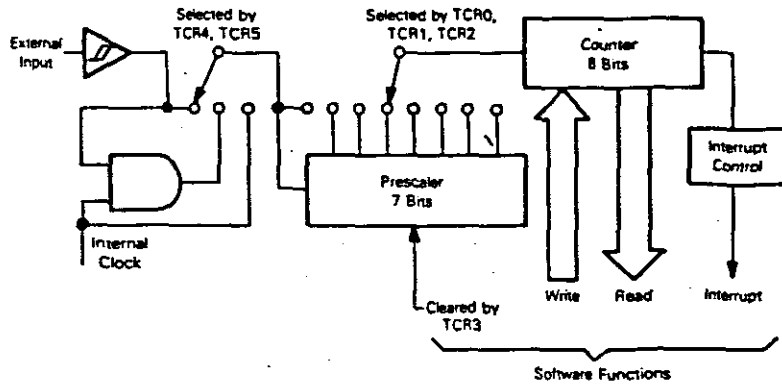 Selected by
TCR4, TCR5
Selected by TCR0,
TCR1, TCR2
External
Input
Counter
8 Bits
Interrupt
Control
Prescaler
7 Bits
Internal
Clock
Cleared by
TCR3
Write
Read
Interrupt
Software Functions